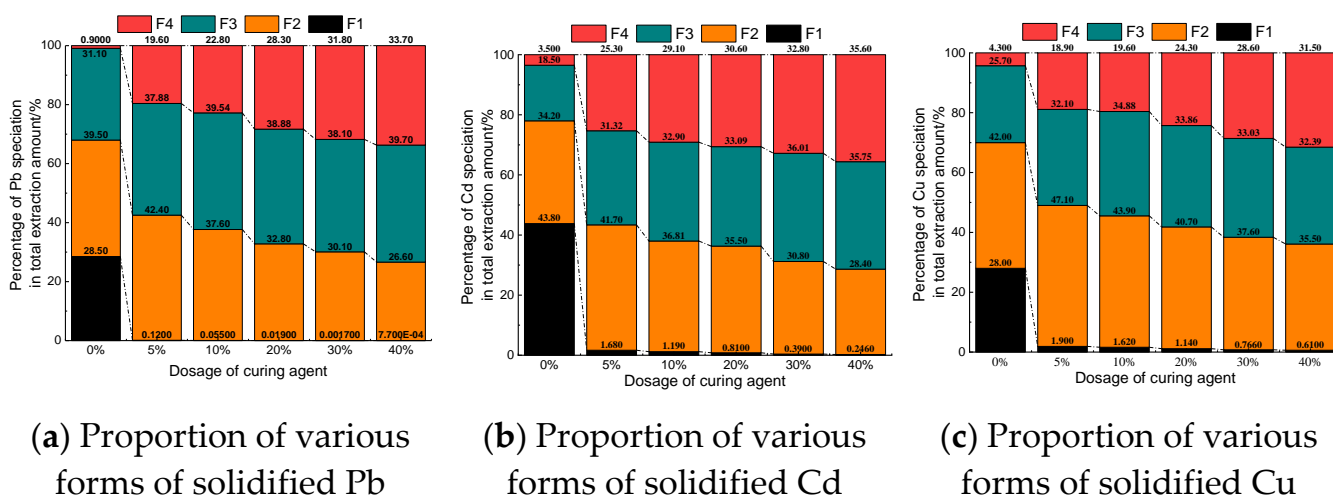 F4 F3 F2 F1
Percentage of Pb speciation
in total extraction amount/%
100
80
60
40
20
0
0.9000 19.60 22.80 28.30 31.80 33.70
31.10 37.88 39.54 38.88 38.10 39.70
39.50 42.40 37.60 32.80 30.10 26.60
28.50 0.1200 0.05500 0.01900 0.001700 7.700E-04
0% 5% 10% 20% 30% 40%
Dosage of curing agent
(a) Proportion of various
forms of solidified Pb
F4 F3 F2 F1
Percentage of Cd speciation
in total extraction amount/%
100
80
60
40
20
0
3.500 25.30 29.10 30.60 32.80 35.60
18.50 31.32 32.90 33.09 36.01 35.75
34.20 41.70 36.81 35.50 30.80 28.40
43.80 1.680 1.190 0.8100 0.3900 0.2460
0% 5% 10% 20% 30% 40%
Dosage of curing agent
(b) Proportion of various
forms of solidified Cd
F4 F3 F2 F1
Percentage of Cu speciation
in total extraction amount/%
100
80
60
40
20
0
4.300 18.90 19.60 24.30 28.60 31.50
25.70 32.10 34.88 33.86 33.03 32.39
42.00 47.10 43.90 40.70 37.60 35.50
28.00 1.900 1.620 1.140 0.7660 0.6100
0% 5% 10% 20% 30% 40%
Dosage of curing agent
(c) Proportion of various
forms of solidified Cu